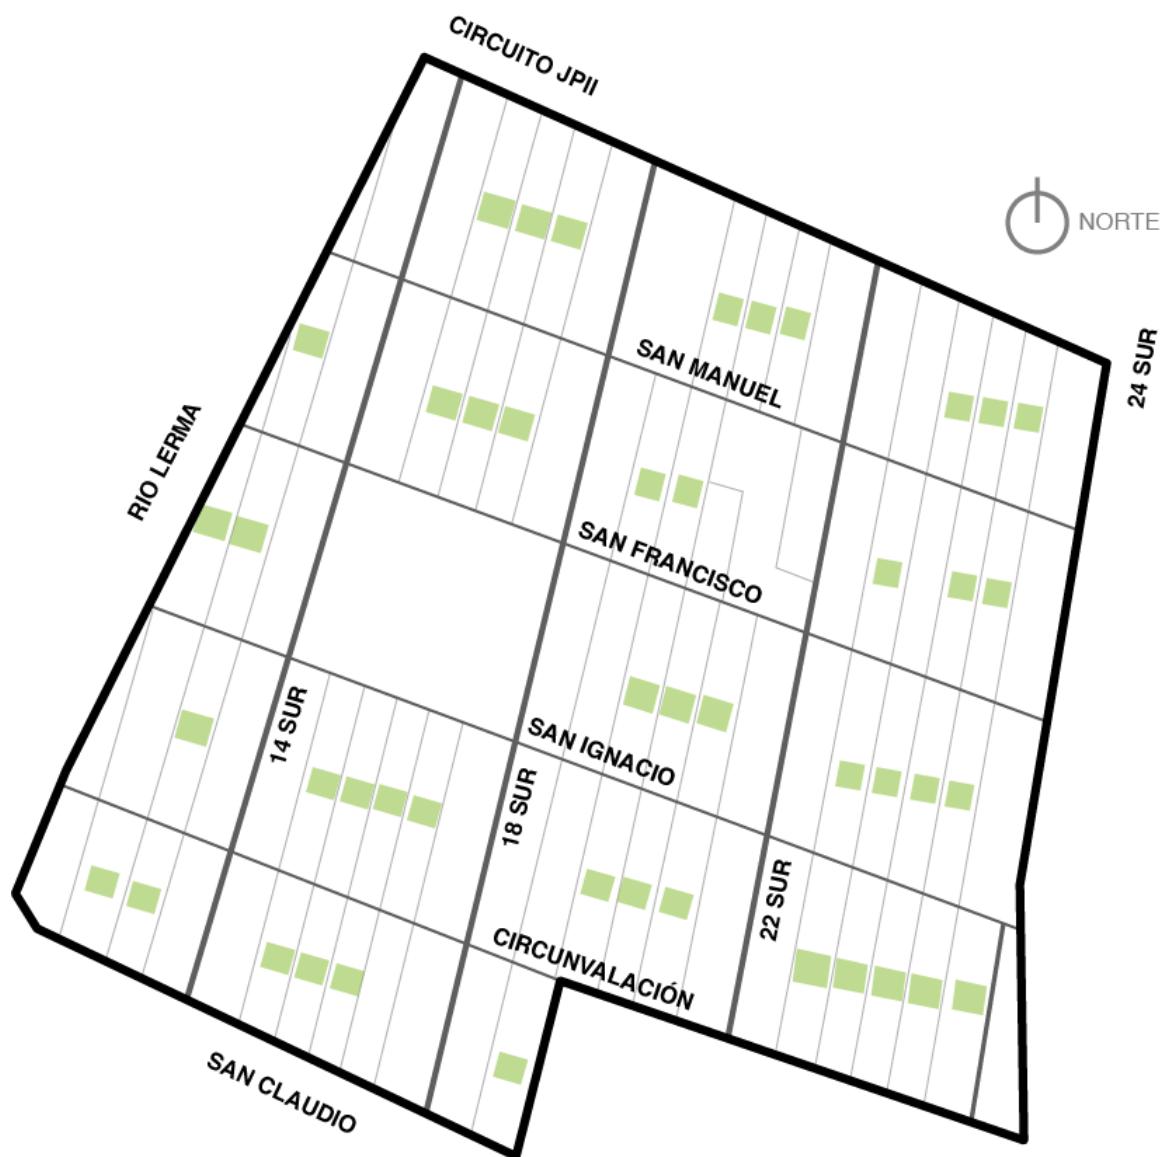 CIRCUITO JPII
NORTE
24 SUR
SAN MANUEL
RIO LERMA
SAN FRANCISCO
14 SUR
SAN IGNACIO
18 SUR
22 SUR
CIRCUNVALACIÓN
SAN CLAUDIO